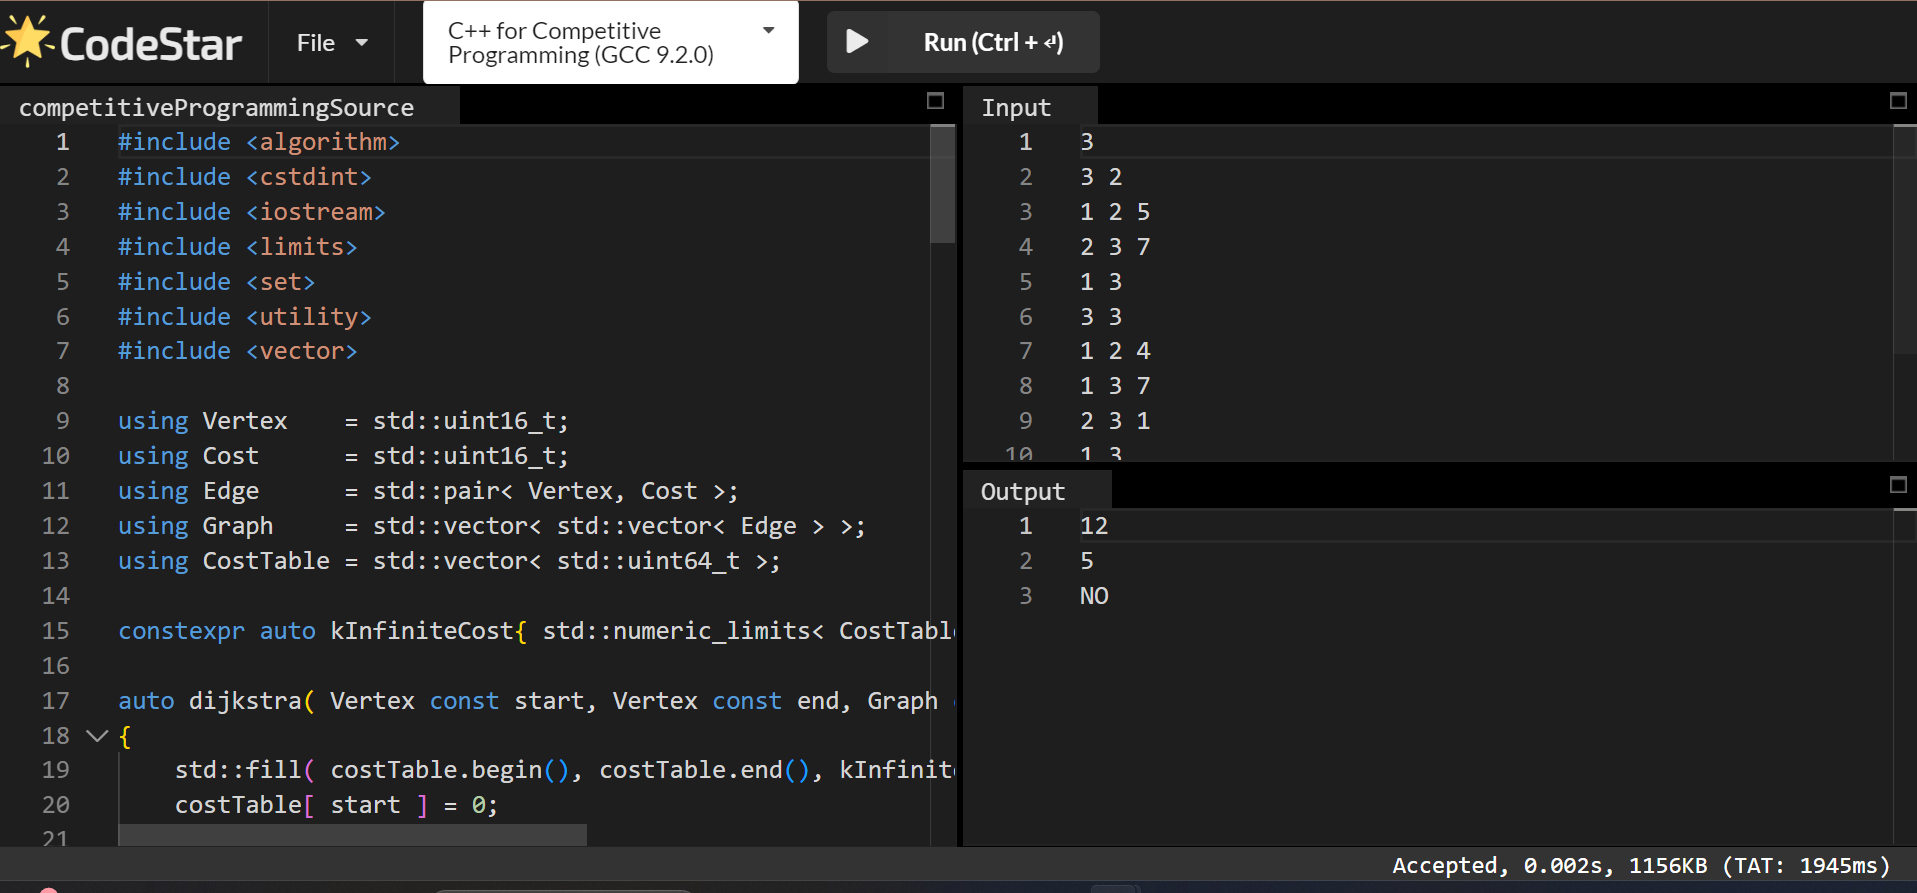 CodeStar File C++ for Competitive
Programming (GCC 9.2.0) Run (Ctrl + ⏎)
competitiveProgrammingSource
1 #include <algorithm>
2 #include <cstdint>
3 #include <iostream>
4 #include <limits>
5 #include <set>
6 #include <utility>
7 #include <vector>
8
9 using Vertex    = std::uint16_t;
10 using Cost      = std::uint16_t;
11 using Edge      = std::pair< Vertex, Cost >;
12 using Graph     = std::vector< std::vector< Edge > >;
13 using CostTable = std::vector< std::uint64_t >;
14
15 constexpr auto kInfiniteCost{ std::numeric_limits< CostTabl
16
17 auto dijkstra( Vertex const start, Vertex const end, Graph
18 {
19     std::fill( costTable.begin(), costTable.end(), kInfinit
20     costTable[ start ] = 0;
21
Input
1 3
2 3 2
3 1 2 5
4 2 3 7
5 1 3
6 3 3
7 1 2 4
8 1 3 7
9 2 3 1
10 1 3
Output
1 12
2 5
3 NO
Accepted, 0.002s, 1156KB (TAT: 1945ms)